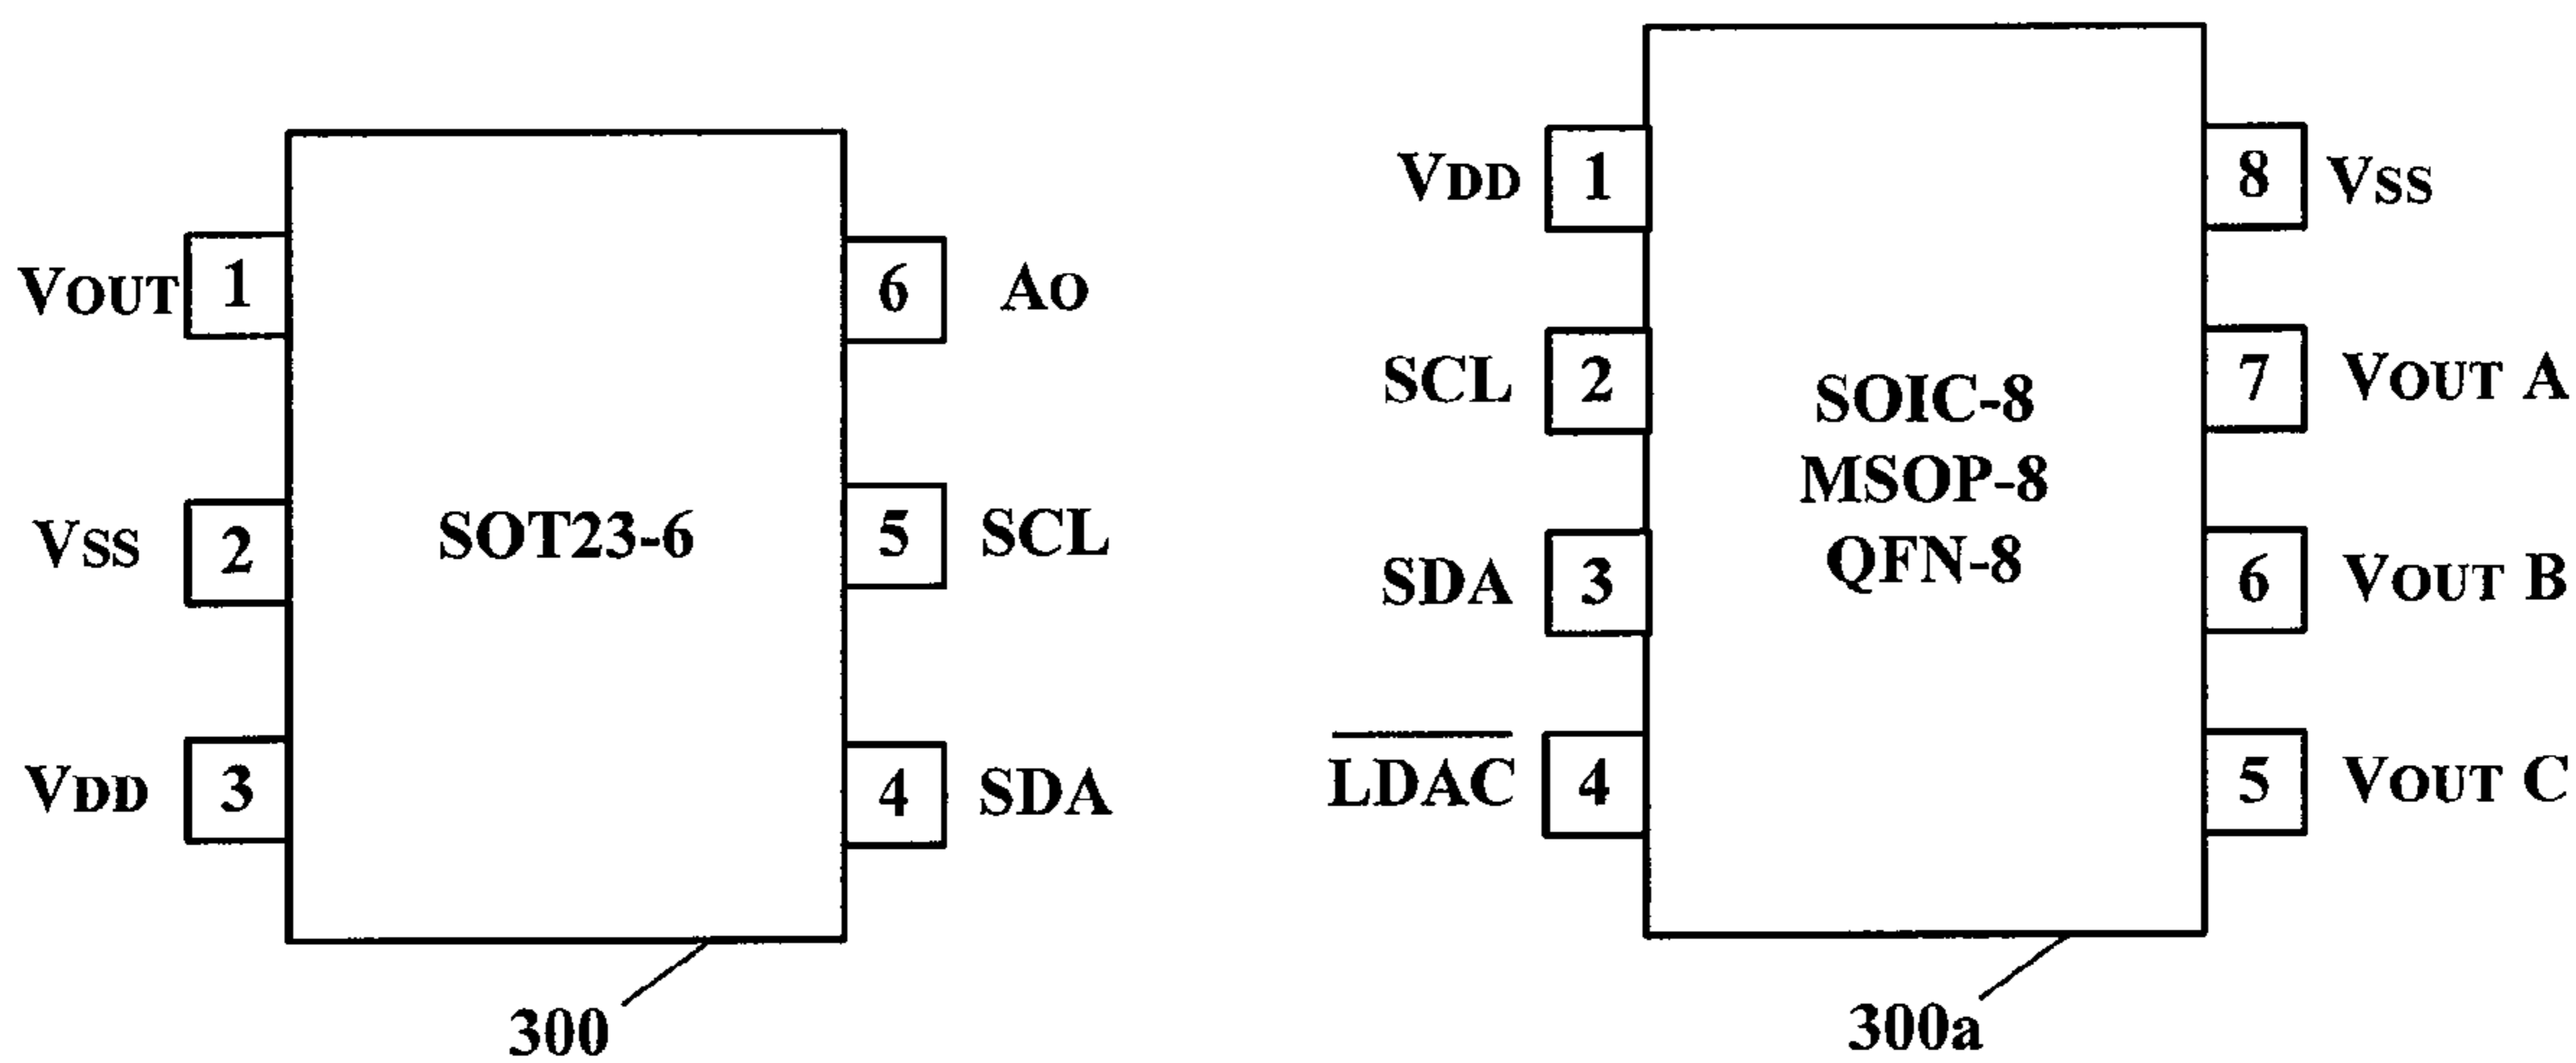 VOUT 1
VSS 2
VDD 3
SOT23-6
6 AO
5 SCL
4 SDA
300
VDD 1
SCL 2
SDA 3
L̅D̅A̅C̅ 4
SOIC-8
MSOP-8
QFN-8
8 VSS
7 VOUT A
6 VOUT B
5 VOUT C
300a